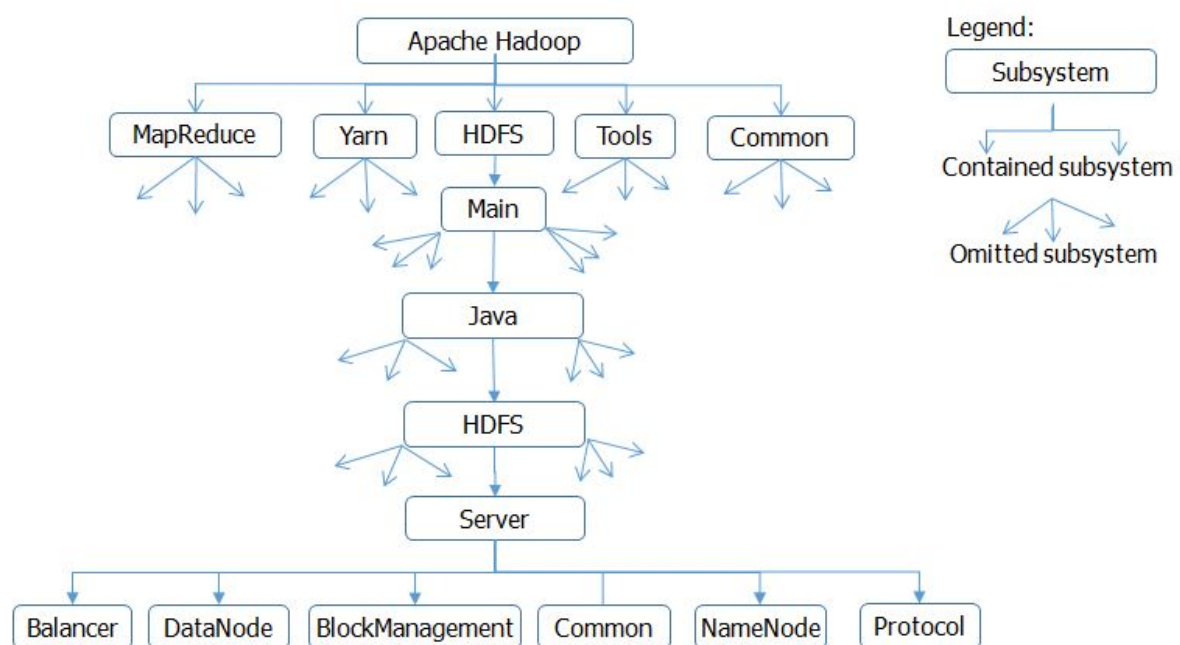 Apache Hadoop
Legend:
Subsystem
MapReduce
Yarn
HDFS
Tools
Common
Contained subsystem
Main
Omitted subsystem
Java
HDFS
Server
Balancer
DataNode
BlockManagement
Common
NameNode
Protocol